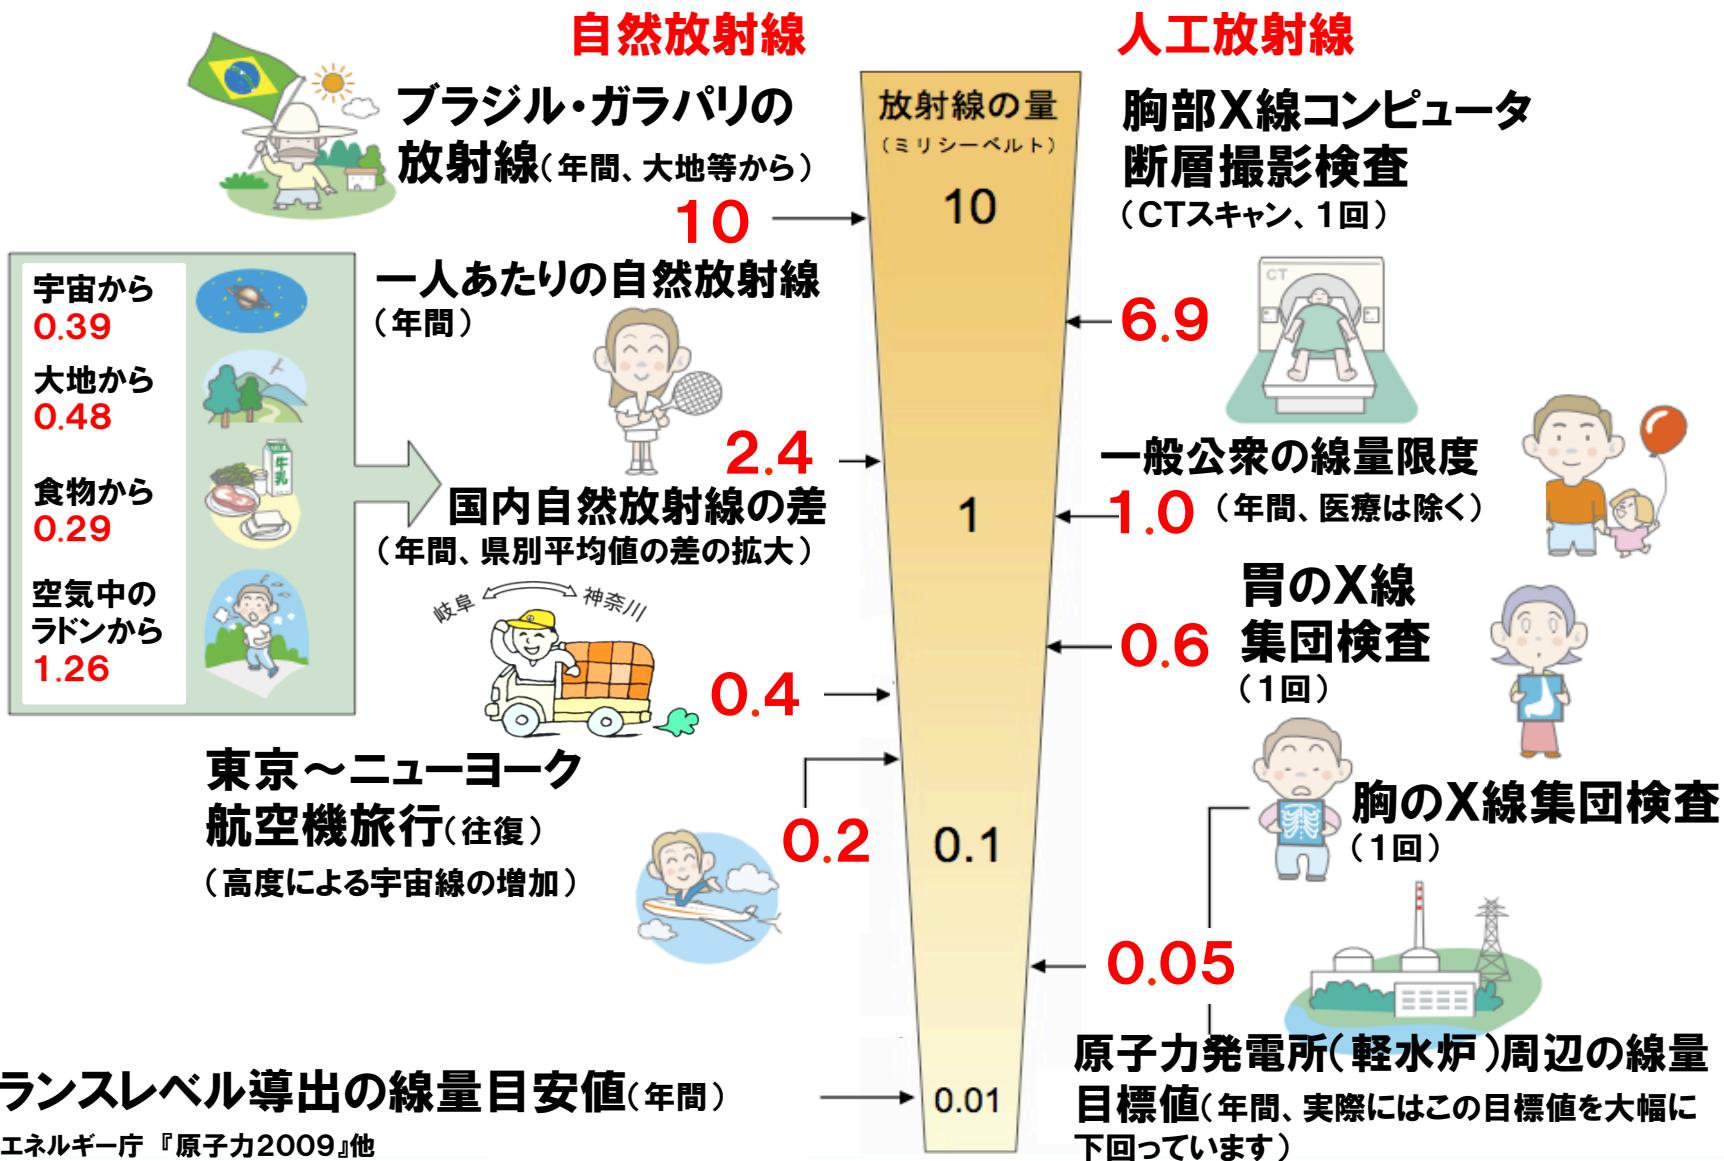 自然放射線
人工放射線
ブラジル・ガラパリの
放射線（年間、大地等から）
10
放射線の量
（ミリシーベルト）
10
1
0.1
0.01
胸部X線コンピュータ
断層撮影検査
（CTスキャン、1回）
CT
6.9
宇宙から
0.39
大地から
0.48
食物から
0.29
牛乳
空気中の
ラドンから
1.26
一人あたりの自然放射線
（年間）
2.4
一般公衆の線量限度
1.0（年間、医療は除く）
国内自然放射線の差
（年間、県別平均値の差の拡大）
岐阜
神奈川
0.4
胃のX線
集団検査
（1回）
0.6
東京～ニューヨーク
航空機旅行（往復）
（高度による宇宙線の増加）
0.2
胸のX線集団検査
（1回）
0.05
原子力発電所（軽水炉）周辺の線量
目標値（年間、実際にはこの目標値を大幅に
下回っています）
ランスレベル導出の線量目安値（年間）
エネルギー庁『原子力2009』他